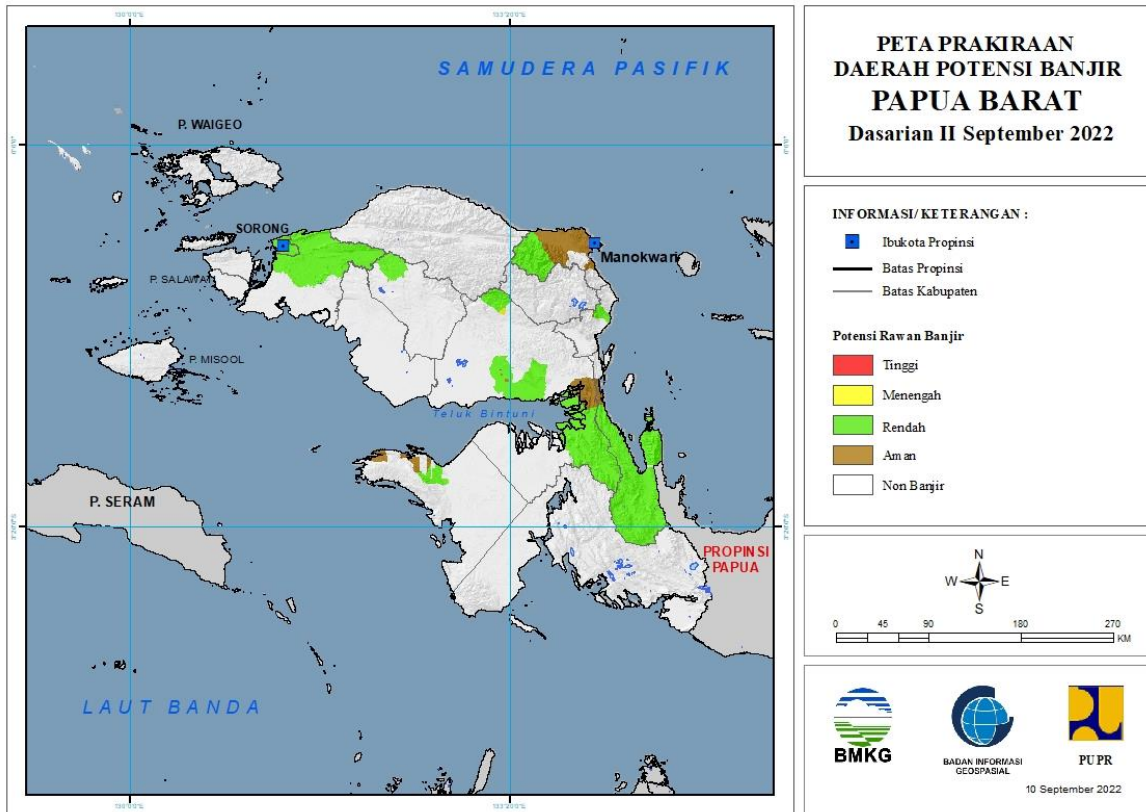 PETA PRAKIRAAN
DAERAH POTENSI BANJIR
PAPUA BARAT
Dasarian II September 2022
INFORMASI/ KETERANGAN :
Ibukota Propinsi
Batas Propinsi
Batas Kabupaten
Potensi Rawan Banjir
Tinggi
Menengah
Rendah
Aman
Non Banjir
N
W E
S
0 45 90 180 270
KM
BMKG
BADAN INFORMASI
GEOSPASIAL
PUPR
10 September 2022
SAMUDERA PASIFIK
P. WAIGEO
SORONG
Manokwari
P. SALAWATI
P. MISOOL
Teluk Bintuni
P. SERAM
PROPINSI
PAPUA
LAUT BANDA